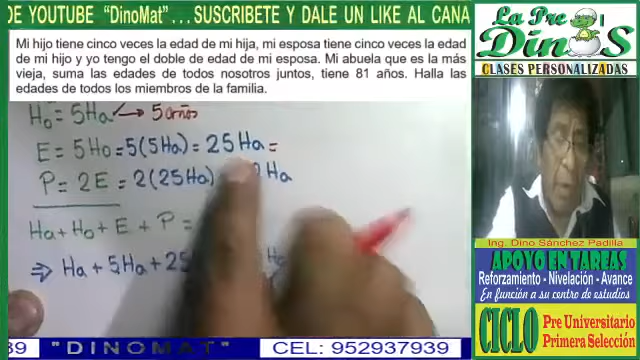 DE YOUTUBE "DinoMat"...SUSCRIBETE Y DALE UN LIKE AL CANA
La Pre
DinoS
CLASES PERSONALIZADAS
Mi hijo tiene cinco veces la edad de mi hija, mi esposa tiene cinco veces la edad
de mi hijo y yo tengo el doble de edad de mi esposa. Mi abuela que es la más
vieja, suma las edades de todos nosotros juntos, tiene 81 años. Halla las
edades de todos los miembros de la familia.
Ho = 5Ha → 5 años
E = 5Ho = 5(5Ha) = 25Ha =
P = 2E = 2(25Ha) Ha
Ha + Ho + E + P =
⇒ Ha + 5Ha + 25
Ing. Dino Sánchez Padilla
APOYO EN TAREAS
Reforzamiento - Nivelación - Avance
En función a su centro de estudios
CICLO Pre Universitario
Primera Selección
39 "DINOMAT" CEL: 952937939